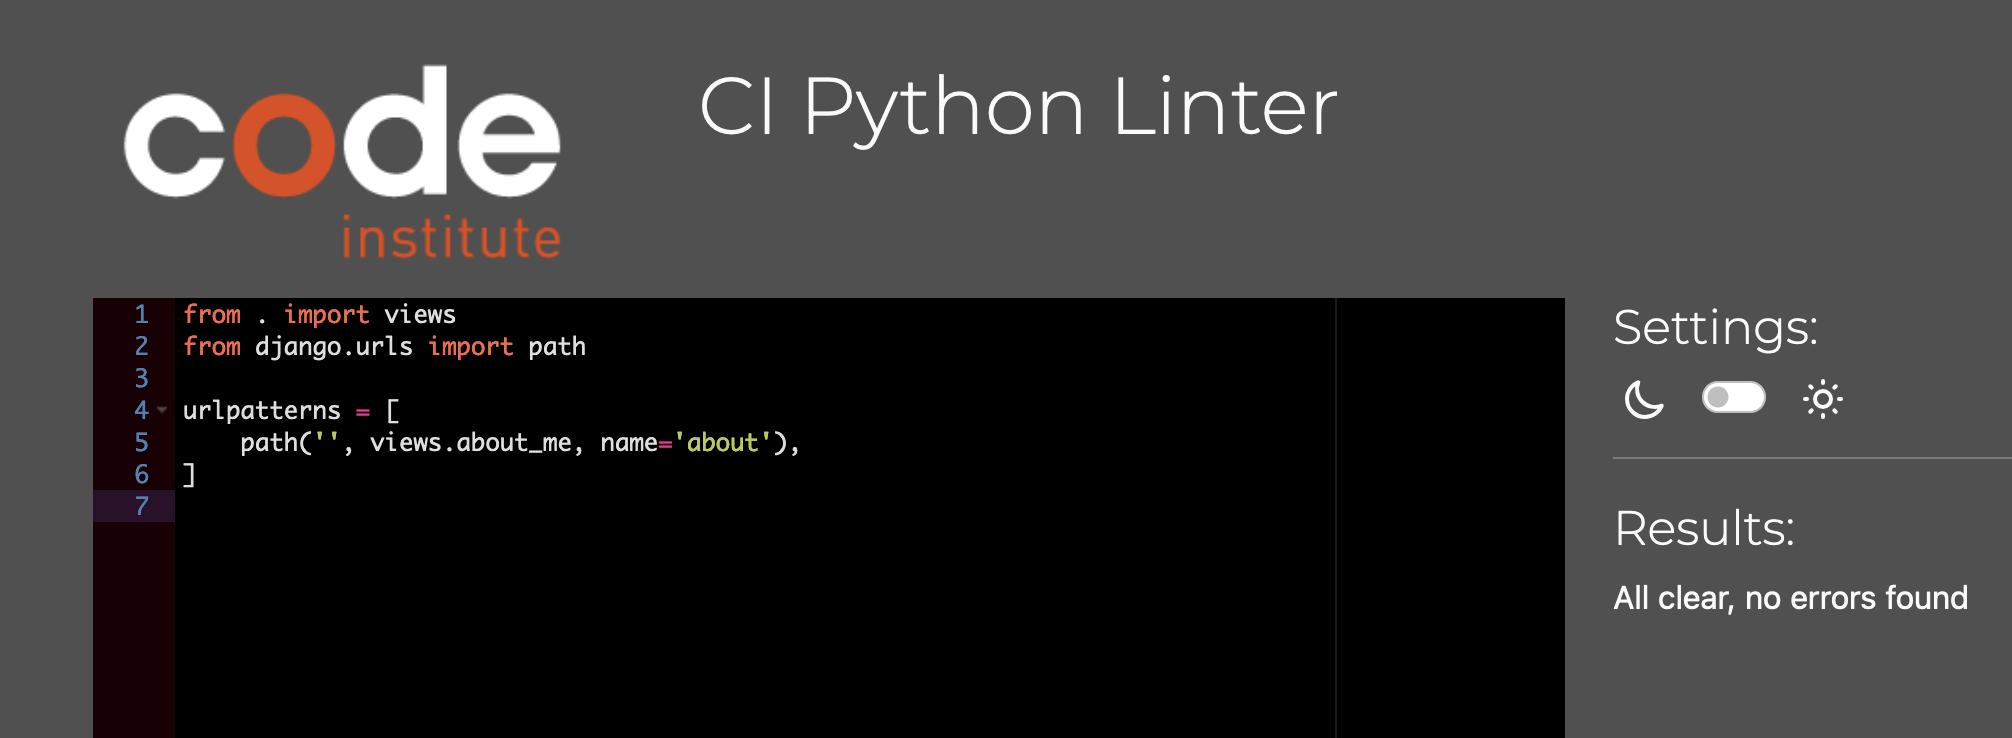 code
institute
CI Python Linter
1 from . import views
2 from django.urls import path
3
4 urlpatterns = [
5     path('', views.about_me, name='about'),
6 ]
7
Settings:
Results:
All clear, no errors found